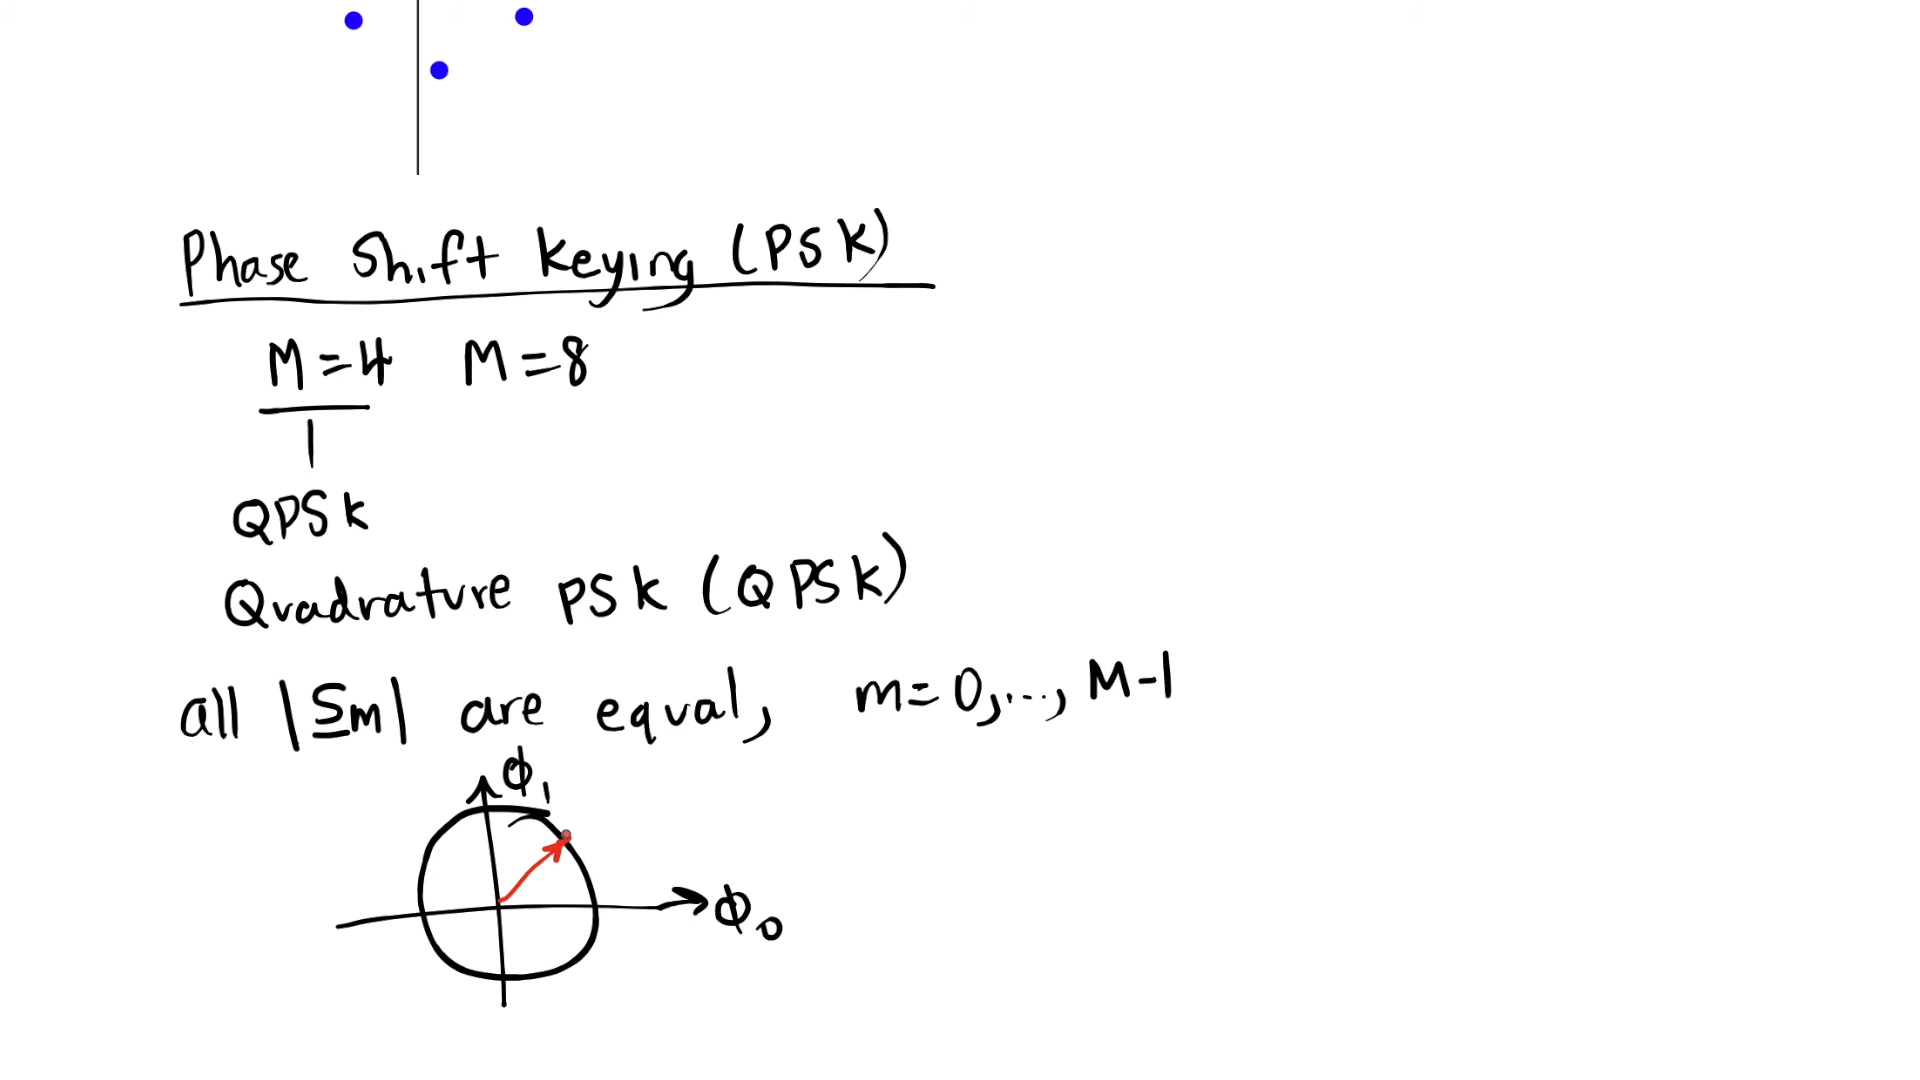 Phase Shift Keying (PSK)
M=4 M=8
QPSK
Quadrature PSK (QPSK)
all |Sm| are equal, m=0,..., M-1
ϕ1
ϕ0